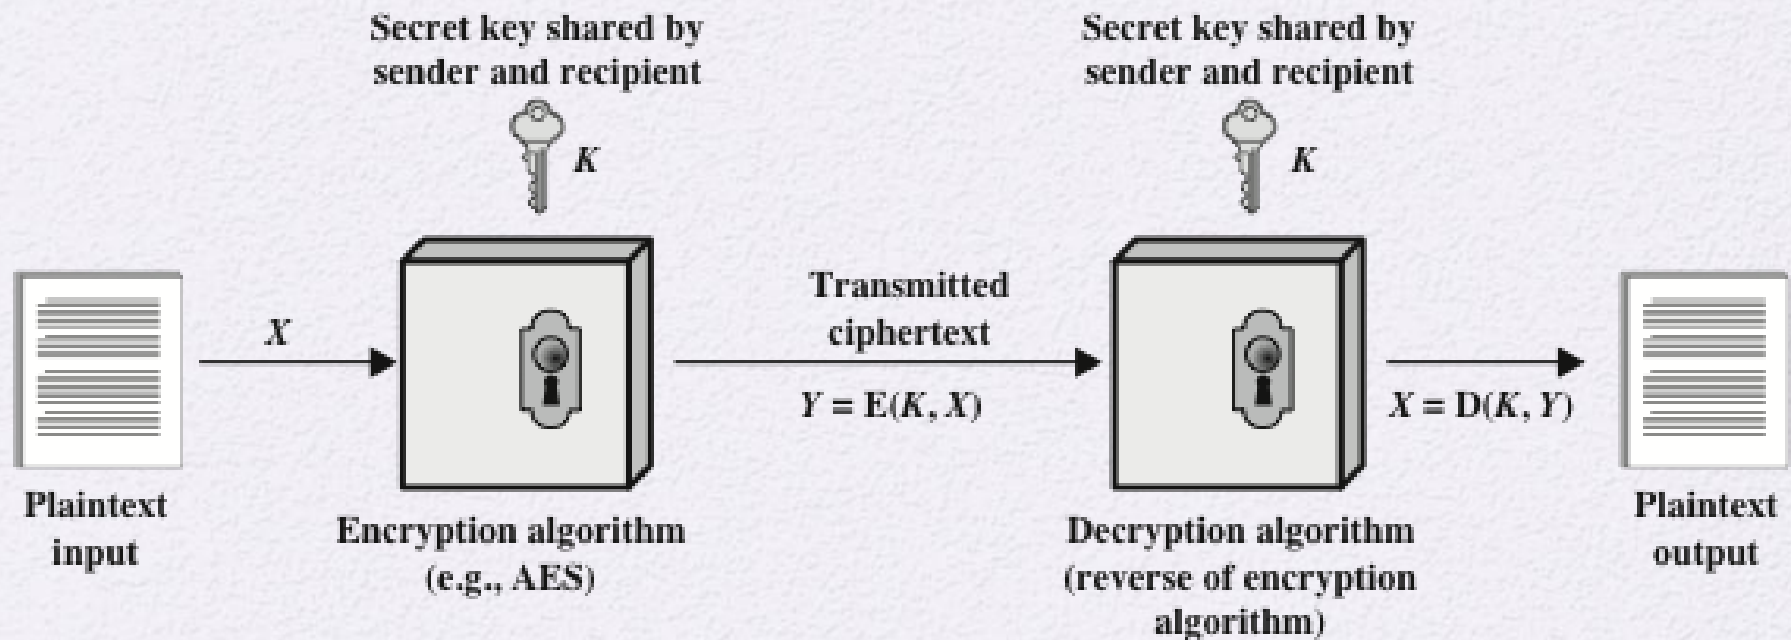 Secret key shared by
sender and recipient
K
Secret key shared by
sender and recipient
K
Plaintext
input
X
Encryption algorithm
(e.g., AES)
Transmitted
ciphertext
Y = E(K, X)
Decryption algorithm
(reverse of encryption
algorithm)
X = D(K, Y)
Plaintext
output